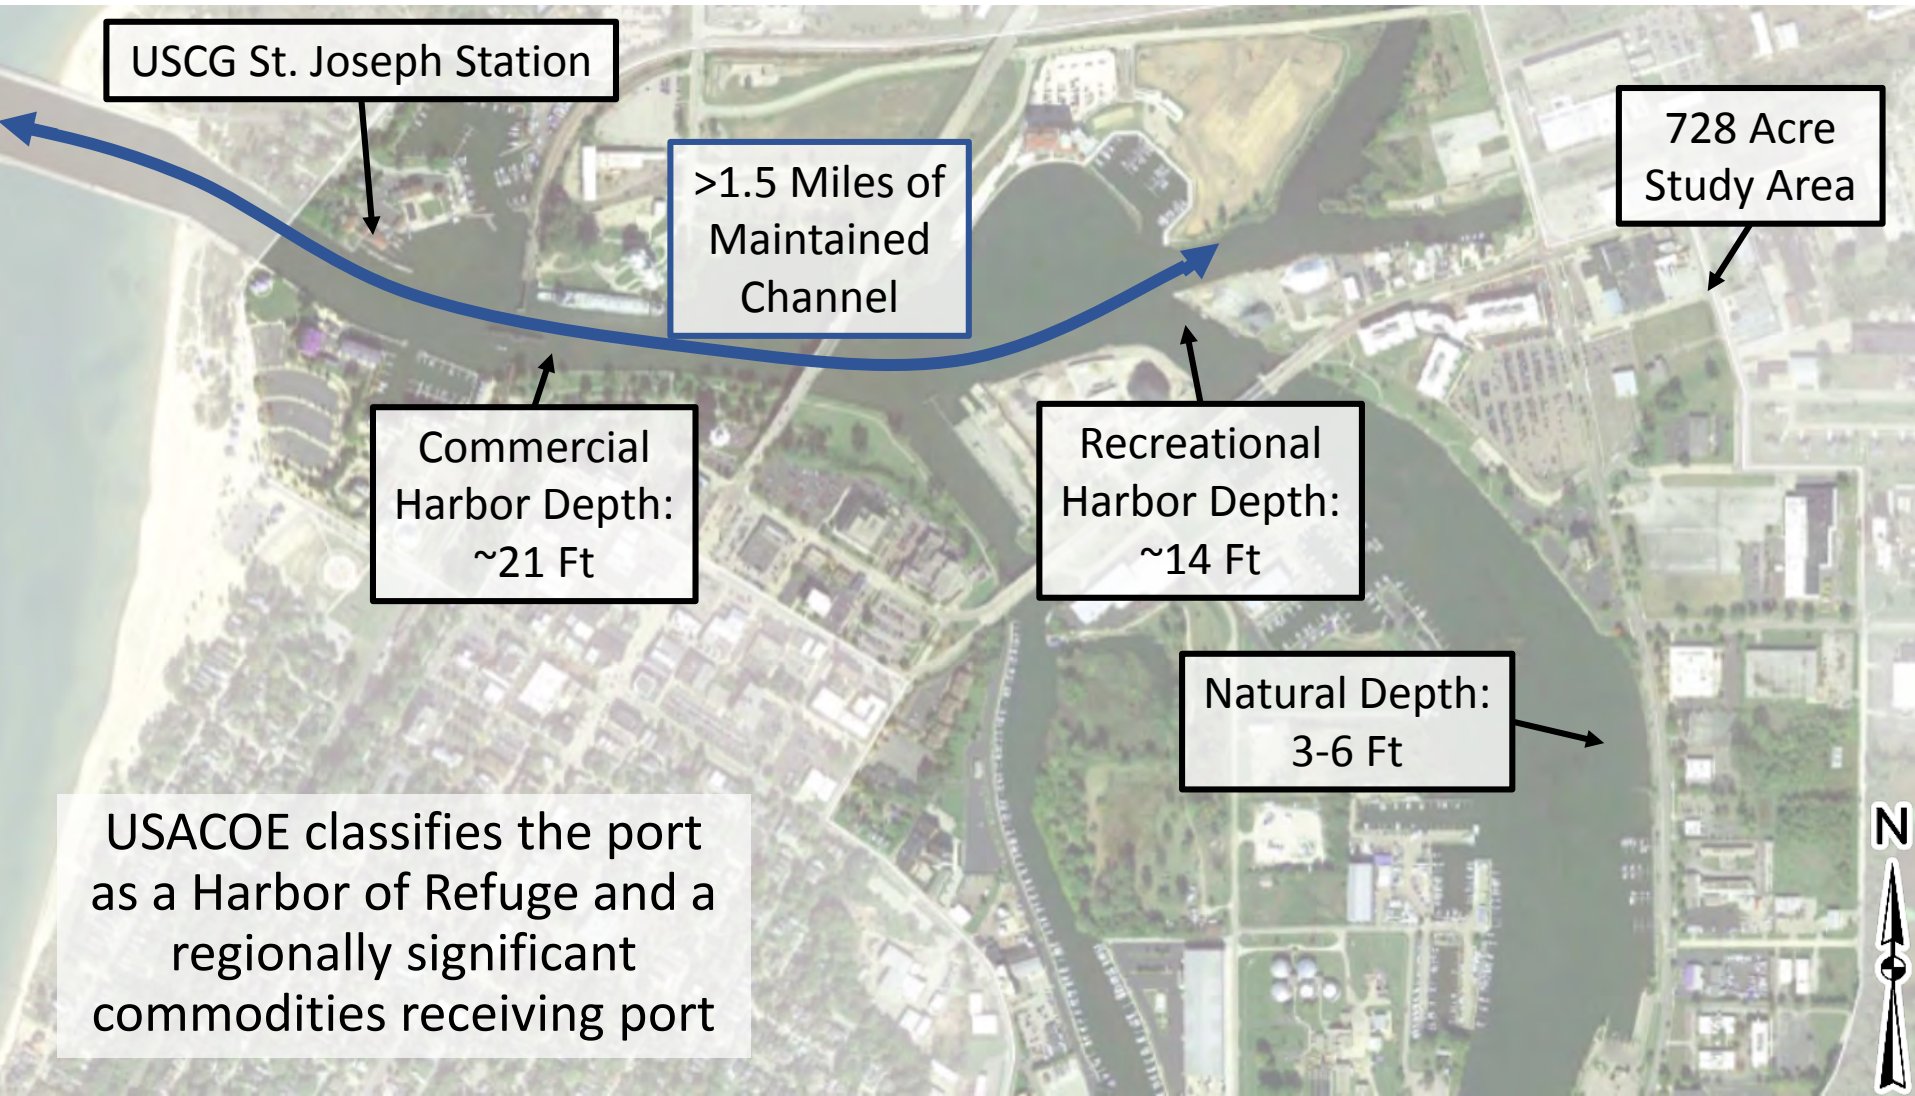 USCG St. Joseph Station
>1.5 Miles of
Maintained
Channel
728 Acre
Study Area
Commercial
Harbor Depth:
~21 Ft
Recreational
Harbor Depth:
~14 Ft
Natural Depth:
3-6 Ft
USACOE classifies the port
as a Harbor of Refuge and a
regionally significant
commodities receiving port
N